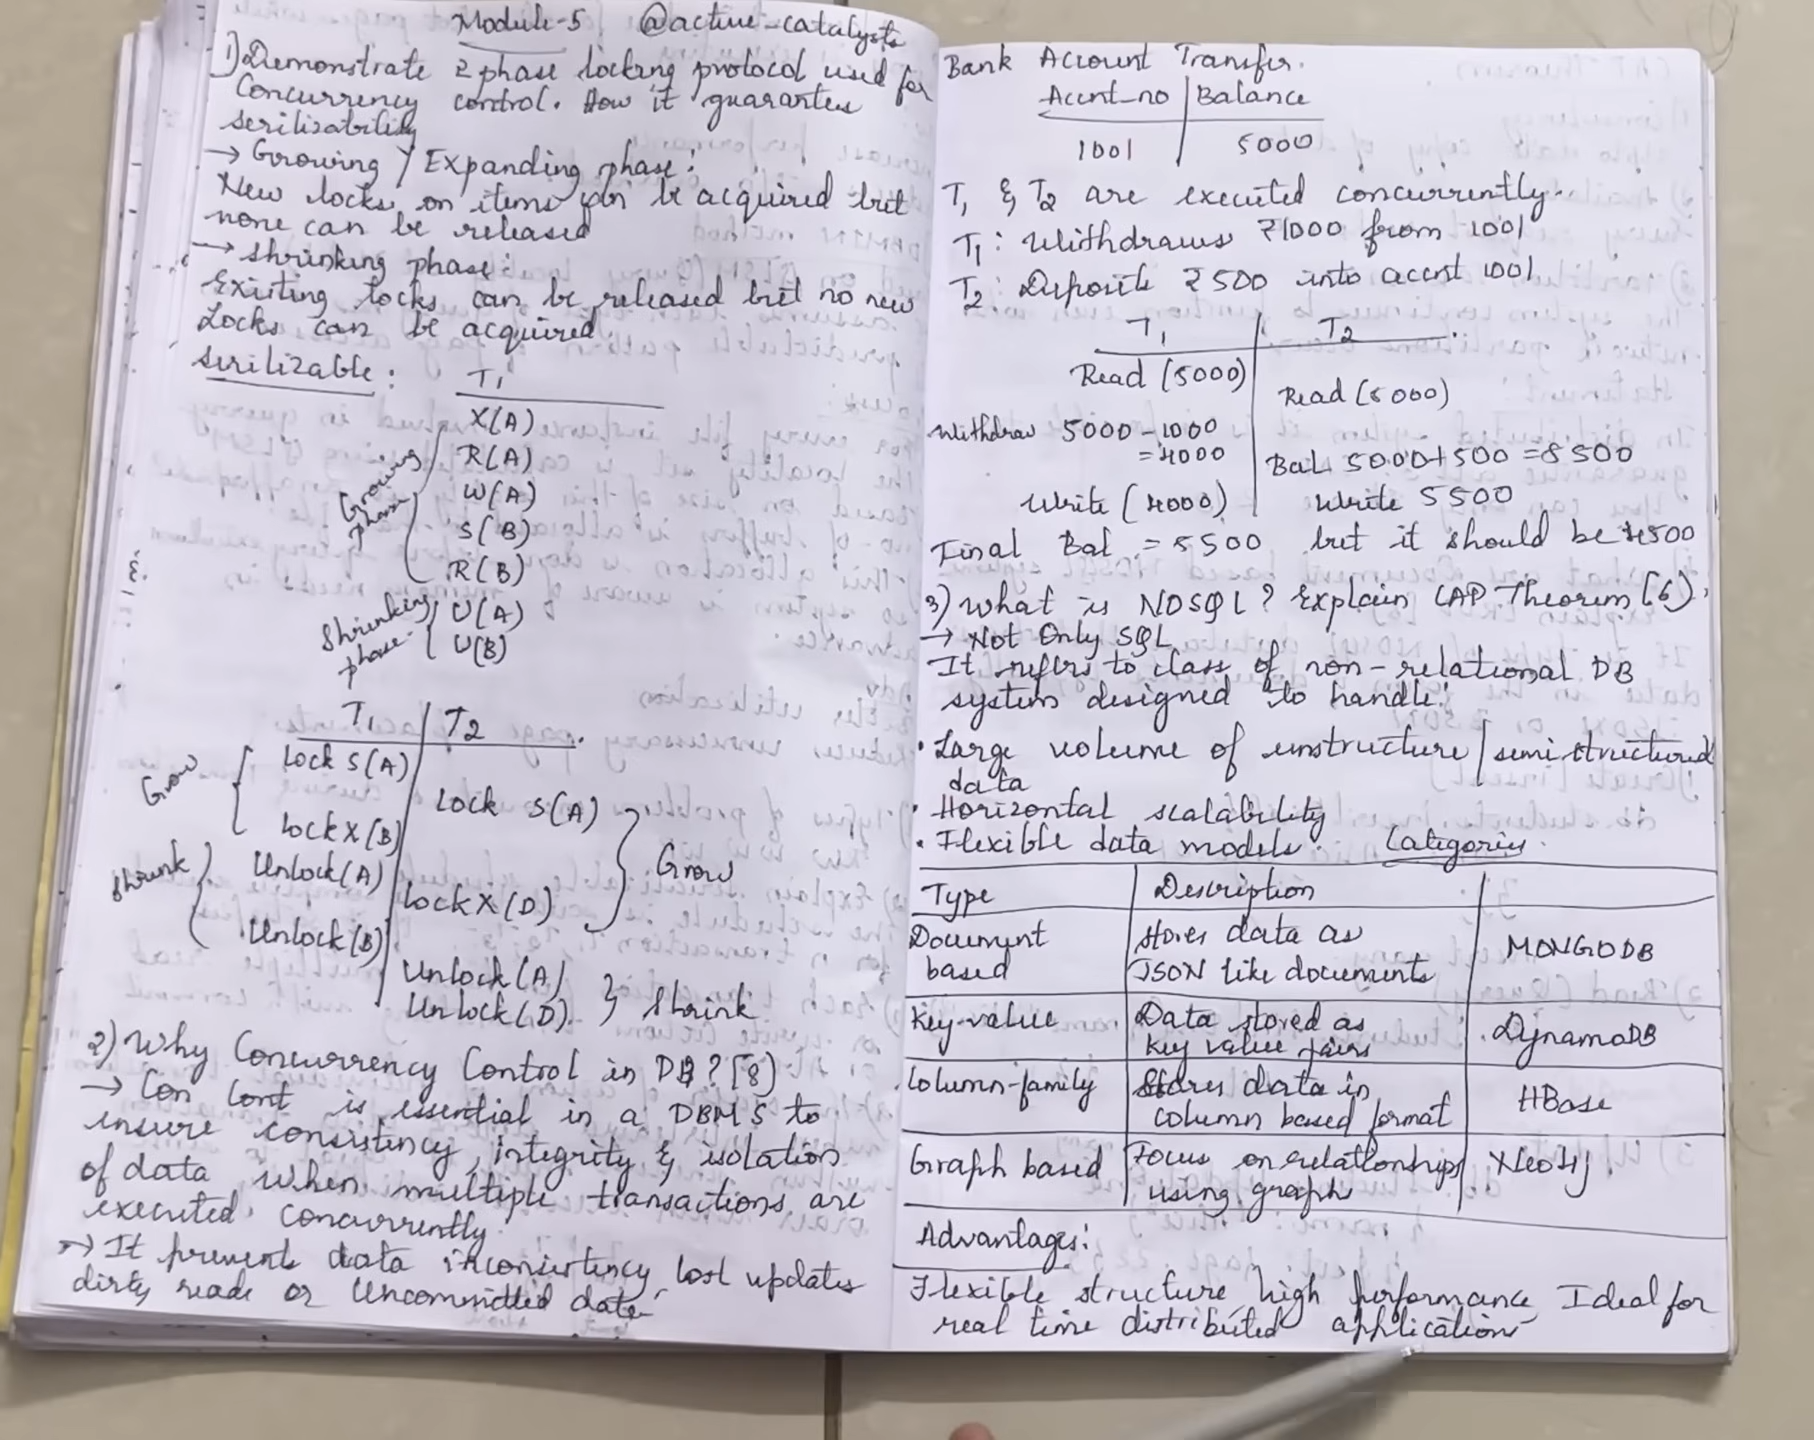 Module-5 @active_catalysts
1) Demonstrate 2 phase locking protocol used for
Concurrency control. How it guarantees
serilizability
→ Growing / Expanding phase:
New locks on items can be acquired but
none can be released
→ shrinking phase:
Existing locks can be released but no new
Locks can be acquired
serilizable: T1
X(A)
R(A)
W(A)
S(B)
R(B)
Growing phase
U(A)
U(B)
Shrinking phase
T1 | T2
Grow
Lock S(A)
Lock S(A)
Lock X(B)
Shrink
Unlock(A)
Grow
Lock X(D)
Unlock(B)
Unlock(A)
Unlock(D) } Shrink
2) Why Concurrency Control in DB? [8]
→ Con Cont is essential in a DBMS to
ensure consistency, integrity & isolation
of data when multiple transactions are
executed concurrently
→ It prevent data inconsistency, lost updates
dirty reads or Uncommitted data
Bank Account Transfer.
Accnt_no | Balance
1001 | 5000
T1 & T2 are executed concurrently.
T1: Withdraws ₹1000 from 1001
T2: Deposits ₹500 into accnt 1001
T1 | T2
Read (5000)
Read (5000)
Withdraw 5000-1000
=4000
Bal 5000+500=5500
Write (4000) Write 5500
Final Bal = 5500 but it should be 4500
3) What is NOSQL? Explain CAP Theorem [6]
→ Not Only SQL
It refers to class of non-relational DB
systems designed to handle:
• Large volume of unstructure / semi structured
data
• Horizontal scalability
• Flexible data models. Categories.
Type | Description
Document based | stores data as JSON like documents | MONGODB
Key-value | Data stored as key value pairs | DynamoDB
Column-family | Stores data in column based format | HBase
Graph based | Focus on relationships using graphs | Neo4j
Advantages:
Flexible structure high performance, Ideal for
real time distributed applications